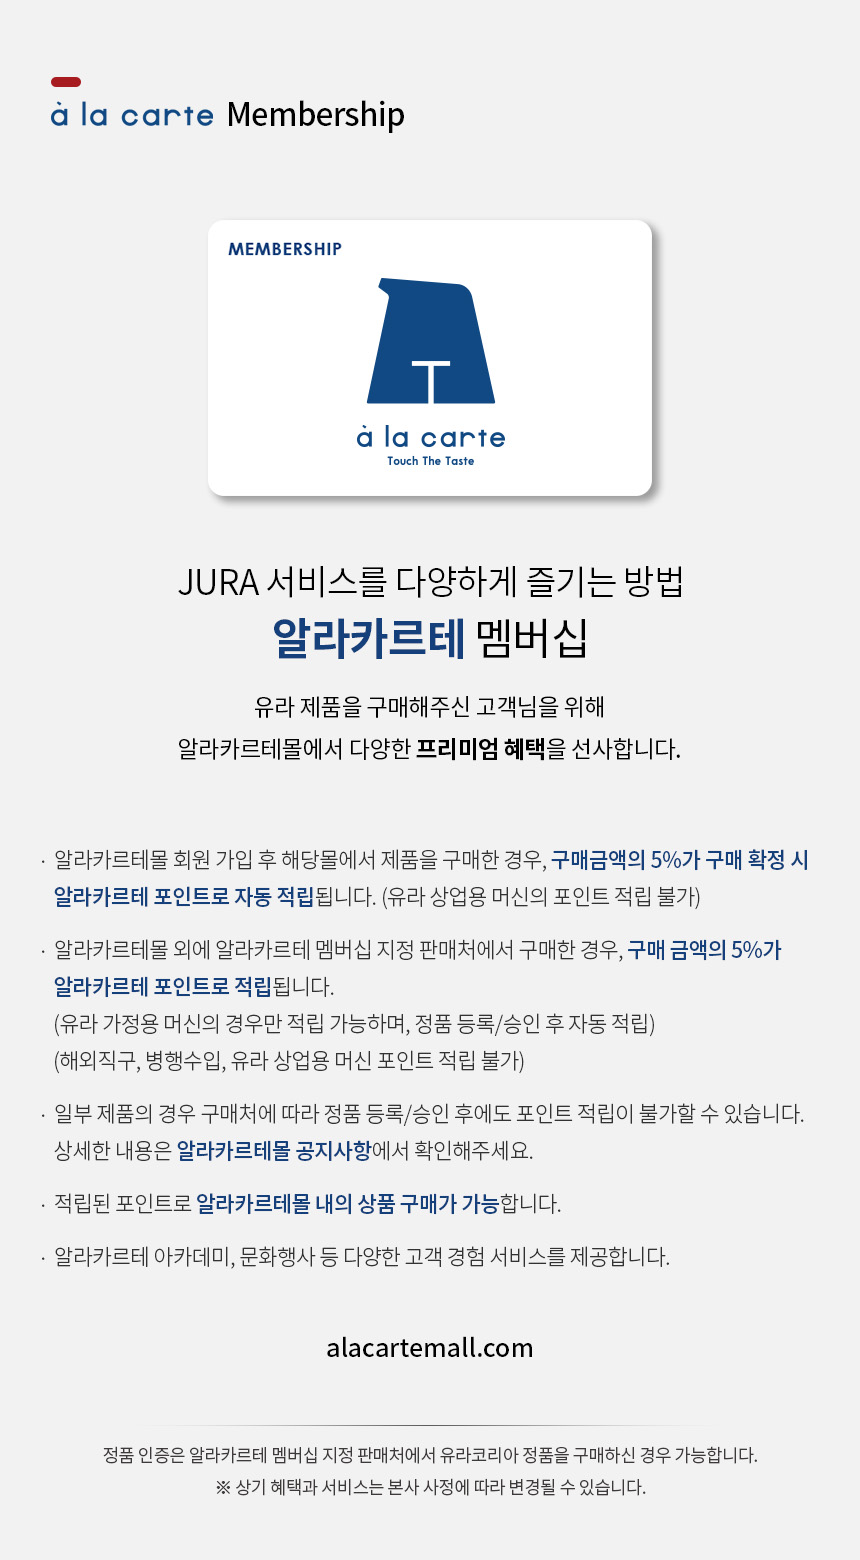 à la carte Membership
MEMBERSHIP
T
à la carte
Touch The Taste
JURA 서비스를 다양하게 즐기는 방법
알라카르테 멤버십
유라 제품을 구매해주신 고객님을 위해
알라카르테몰에서 다양한 프리미엄 혜택을 선사합니다.
· 알라카르테몰 회원 가입 후 해당몰에서 제품을 구매한 경우, 구매금액의 5%가 구매 확정 시
알라카르테 포인트로 자동 적립됩니다. (유라 상업용 머신의 포인트 적립 불가)
· 알라카르테몰 외에 알라카르테 멤버십 지정 판매처에서 구매한 경우, 구매 금액의 5%가
알라카르테 포인트로 적립됩니다.
(유라 가정용 머신의 경우만 적립 가능하며, 정품 등록/승인 후 자동 적립)
(해외직구, 병행수입, 유라 상업용 머신 포인트 적립 불가)
· 일부 제품의 경우 구매처에 따라 정품 등록/승인 후에도 포인트 적립이 불가할 수 있습니다.
상세한 내용은 알라카르테몰 공지사항에서 확인해주세요.
· 적립된 포인트로 알라카르테몰 내의 상품 구매가 가능합니다.
· 알라카르테 아카데미, 문화행사 등 다양한 고객 경험 서비스를 제공합니다.
alacartemall.com
정품 인증은 알라카르테 멤버십 지정 판매처에서 유라코리아 정품을 구매하신 경우 가능합니다.
※ 상기 혜택과 서비스는 본사 사정에 따라 변경될 수 있습니다.